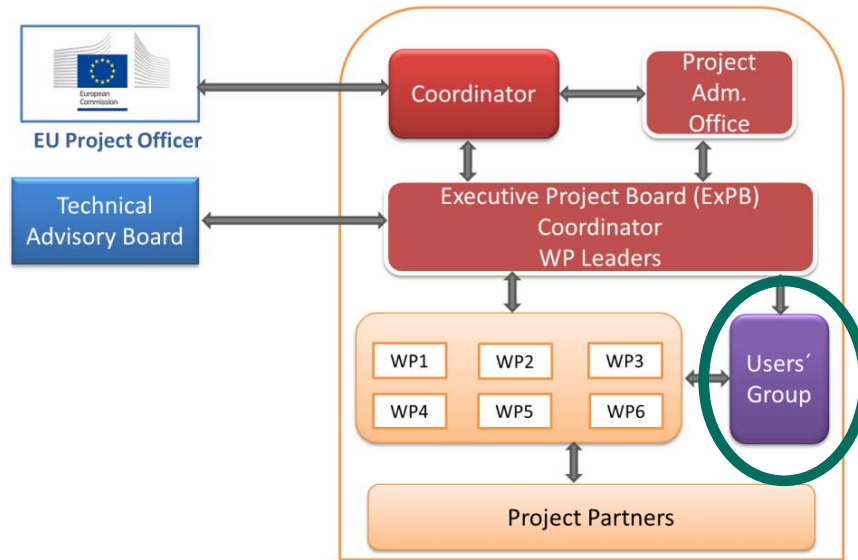 European
Commission
EU Project Officer
Coordinator
Project
Adm.
Office
Technical
Advisory Board
Executive Project Board (ExPB)
Coordinator
WP Leaders
WP1
WP2
WP3
WP4
WP5
WP6
Users´
Group
Project Partners